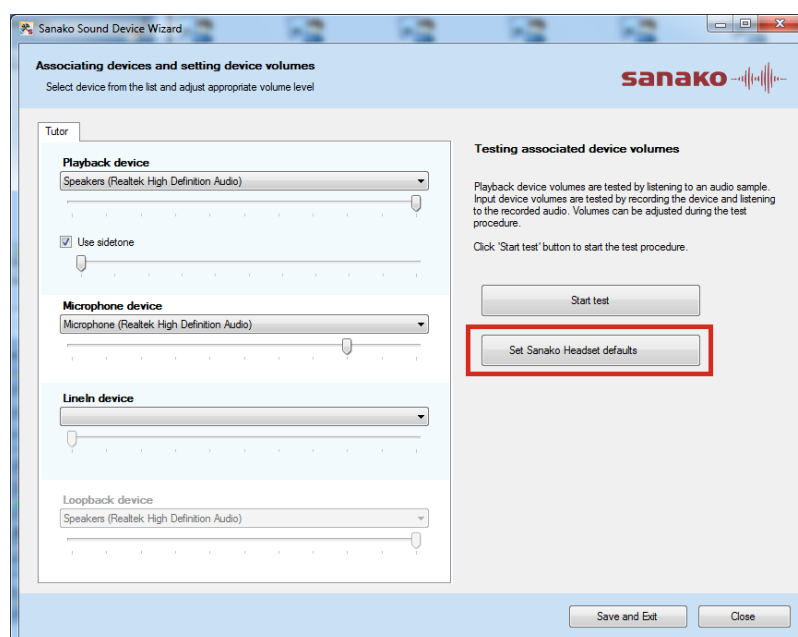 Sanako Sound Device Wizard
Associating devices and setting device volumes
Select device from the list and adjust appropriate volume level
sanako
Tutor
Playback device
Speakers (Realtek High Definition Audio)
Use sidetone
Microphone device
Microphone (Realtek High Definition Audio)
LineIn device
Loopback device
Speakers (Realtek High Definition Audio)
Testing associated device volumes
Playback device volumes are tested by listening to an audio sample.
Input device volumes are tested by recording the device and listening
to the recorded audio. Volumes can be adjusted during the test
procedure.
Click 'Start test' button to start the test procedure.
Start test
Set Sanako Headset defaults
Save and Exit
Close